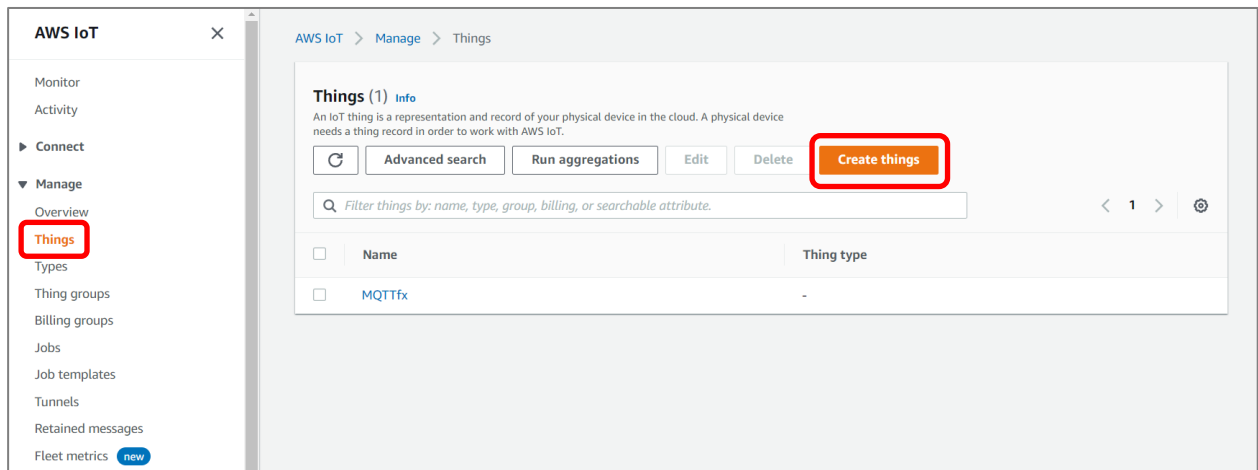 AWS IoT
Monitor
Activity
Connect
Manage
Overview
Things
Types
Thing groups
Billing groups
Jobs
Job templates
Tunnels
Retained messages
Fleet metrics new
AWS IoT > Manage > Things
Things (1) Info
An IoT thing is a representation and record of your physical device in the cloud. A physical device
needs a thing record in order to work with AWS IoT.
Advanced search Run aggregations Edit Delete Create things
Filter things by: name, type, group, billing, or searchable attribute.
< 1 >
Name Thing type
MQTTfx -